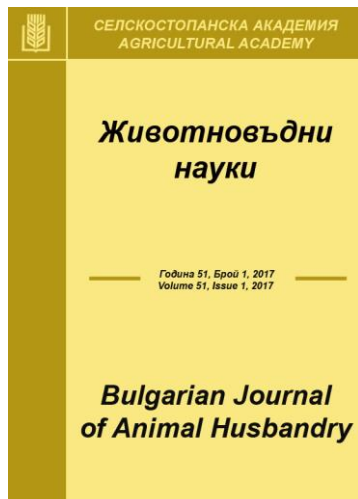 СЕЛСКОСТОПАНСКА АКАДЕМИЯ
AGRICULTURAL ACADEMY
Животновъдни
науки
Година 51, Брой 1, 2017
Volume 51, Issue 1, 2017
Bulgarian Journal
of Animal Husbandry